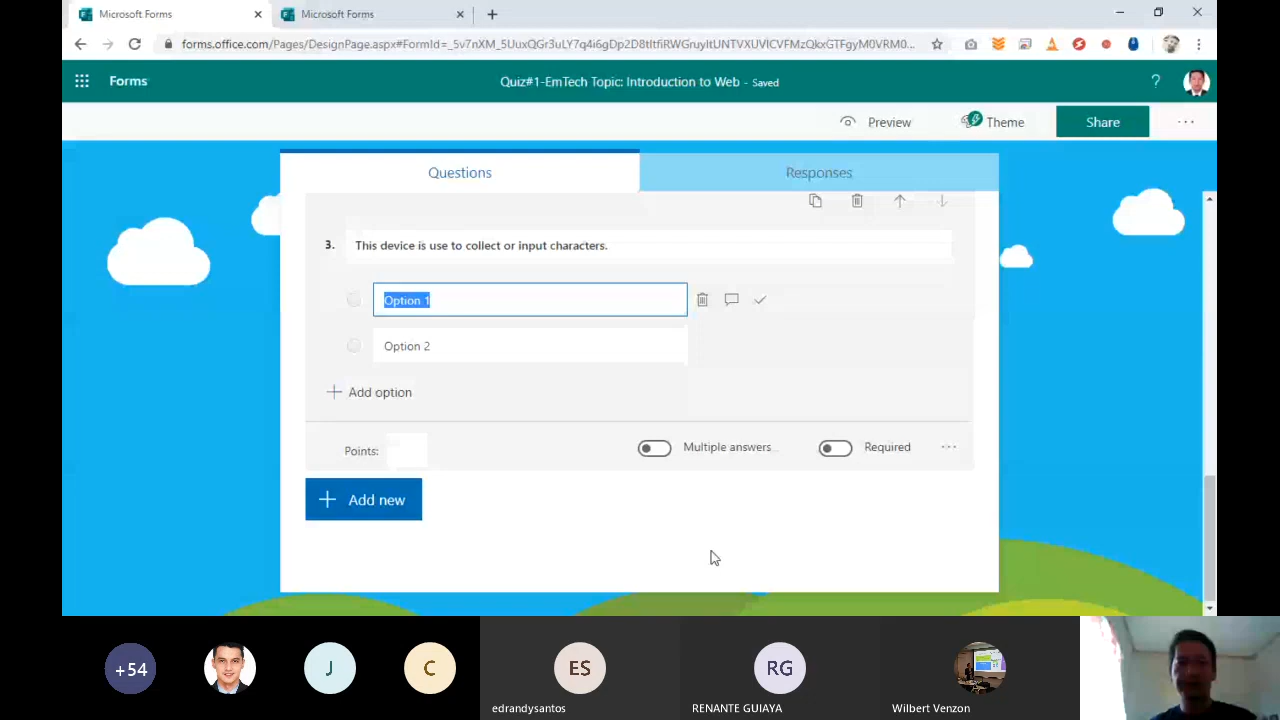 Microsoft Forms
Microsoft Forms
forms.office.com/Pages/DesignPage.aspx#FormId=_5v7nXM_5UuxQGr3uLY7q4i6gDp2D8tItfiRWGruyItUNTVXUVlCVFMzQkxGTFgyM0VRM0...
Forms
Quiz#1-EmTech Topic: Introduction to Web - Saved
?
Preview
Theme
Share
...
Questions
Responses
3. This device is use to collect or input characters.
Option 1
Option 2
Add option
Points:
Multiple answers
Required
...
Add new
+54
J
C
ES
RG
edrandysantos
RENANTE GUIAYA
Wilbert Venzon